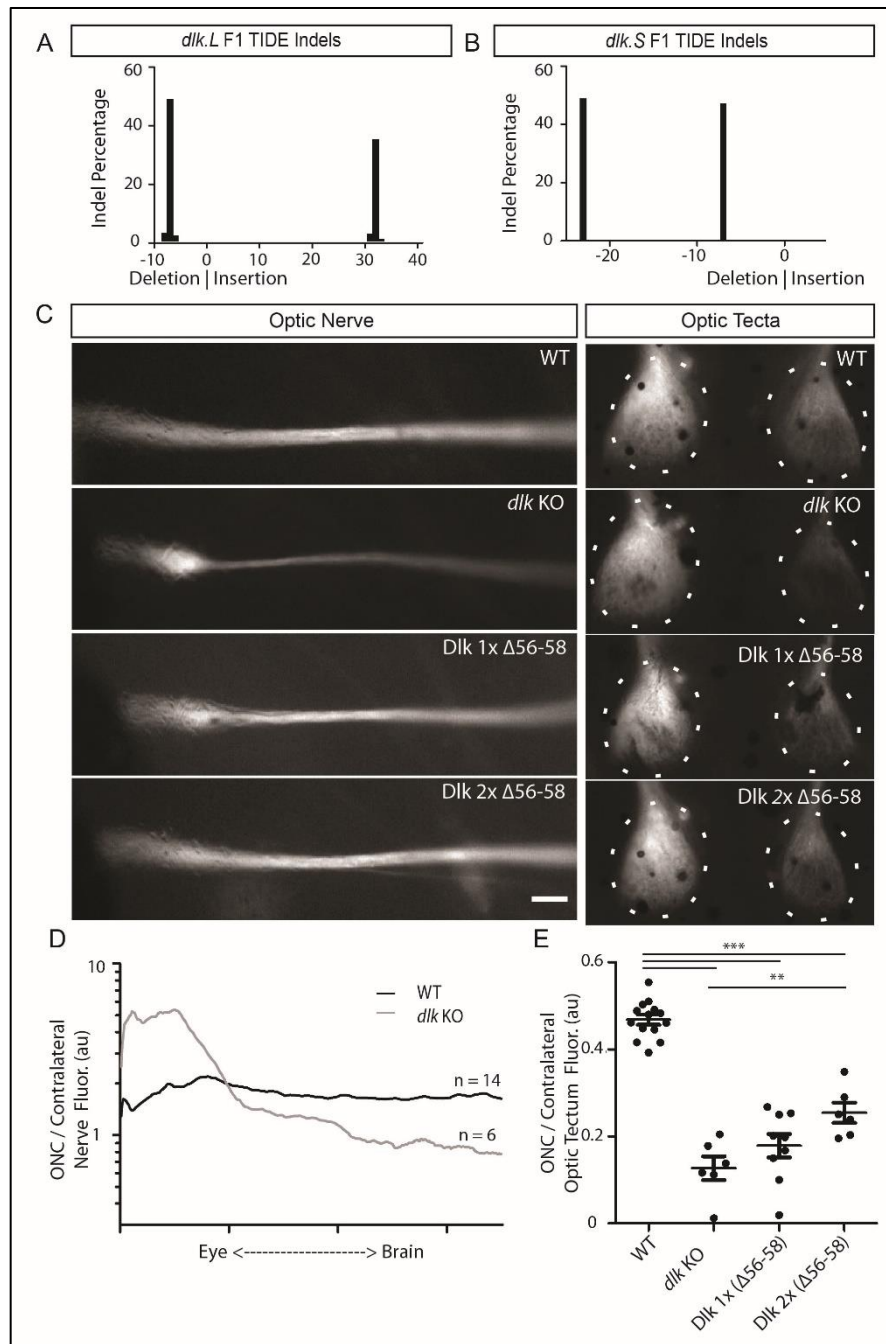 A
dlk.L F1 TIDE Indels
60
40
20
0
Indel Percentage
-10 0 10 20 30 40
Deletion | Insertion
B
dlk.S F1 TIDE Indels
60
40
20
0
Indel Percentage
-20 -10 0
Deletion | Insertion
C
Optic Nerve
WT
dlk KO
Dlk 1x Δ56-58
Dlk 2x Δ56-58
Optic Tecta
WT
dlk KO
Dlk 1x Δ56-58
Dlk 2x Δ56-58
D
10
1
ONC / Contralateral
Nerve Fluor. (au)
WT
dlk KO
n = 14
n = 6
Eye <--------------------> Brain
E
***
**
0.6
0.4
0.2
0
ONC / Contralateral
Optic Tectum Fluor. (au)
WT
dlk KO
Dlk 1x (Δ56-58)
Dlk 2x (Δ56-58)